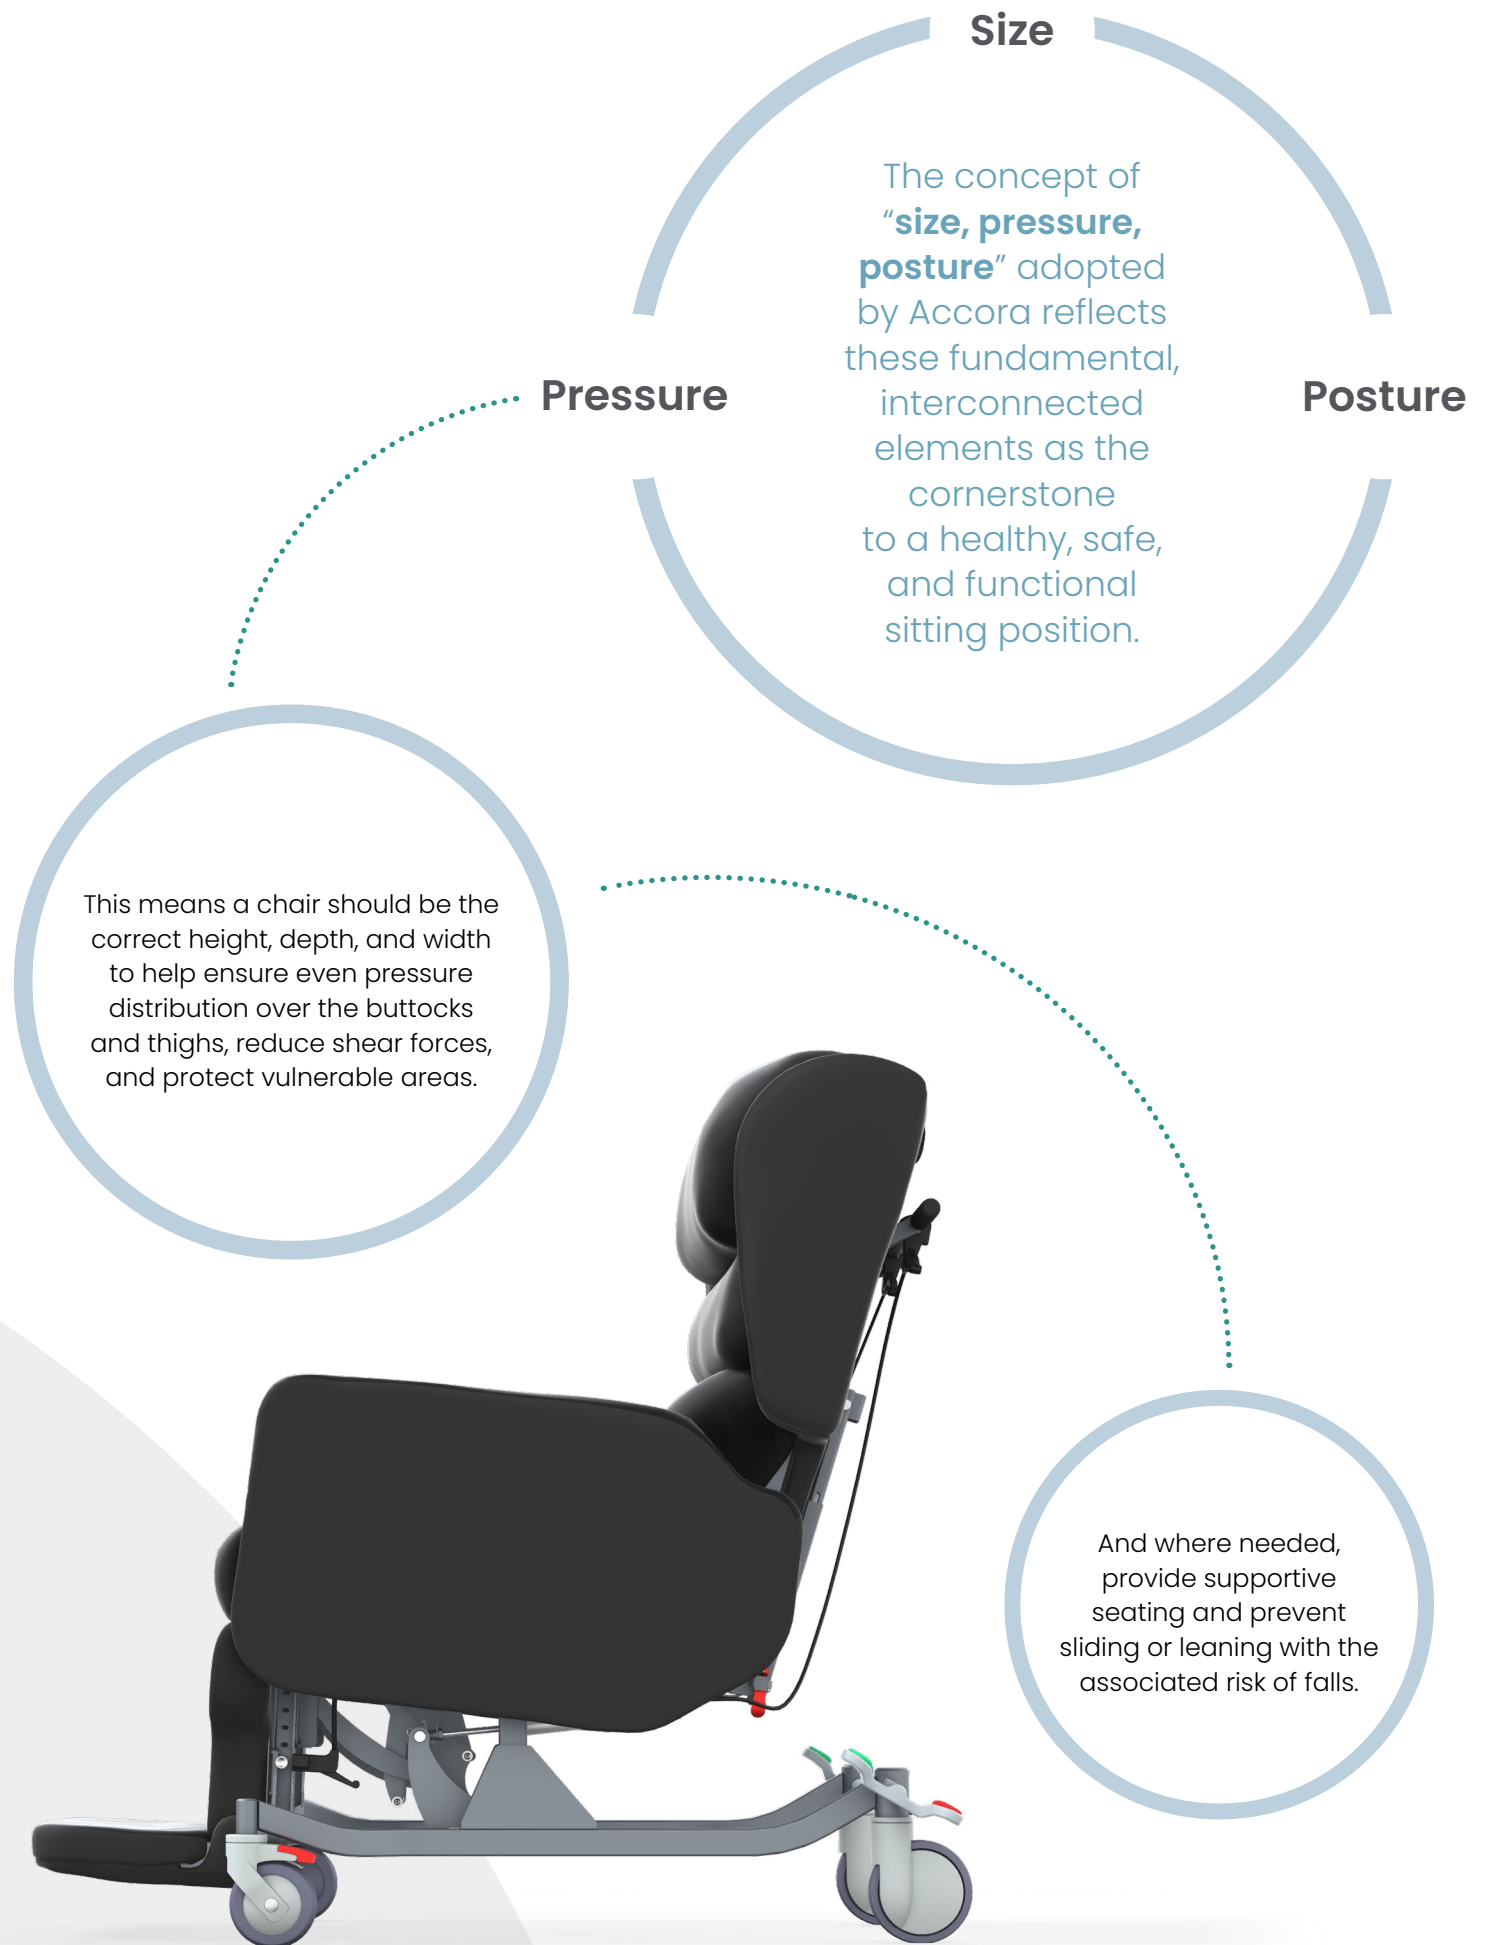 Size
The concept of
“size, pressure,
posture” adopted
by Accora reflects
these fundamental,
interconnected
elements as the
cornerstone
to a healthy, safe,
and functional
sitting position.
Pressure
Posture
This means a chair should be the
correct height, depth, and width
to help ensure even pressure
distribution over the buttocks
and thighs, reduce shear forces,
and protect vulnerable areas.
And where needed,
provide supportive
seating and prevent
sliding or leaning with the
associated risk of falls.